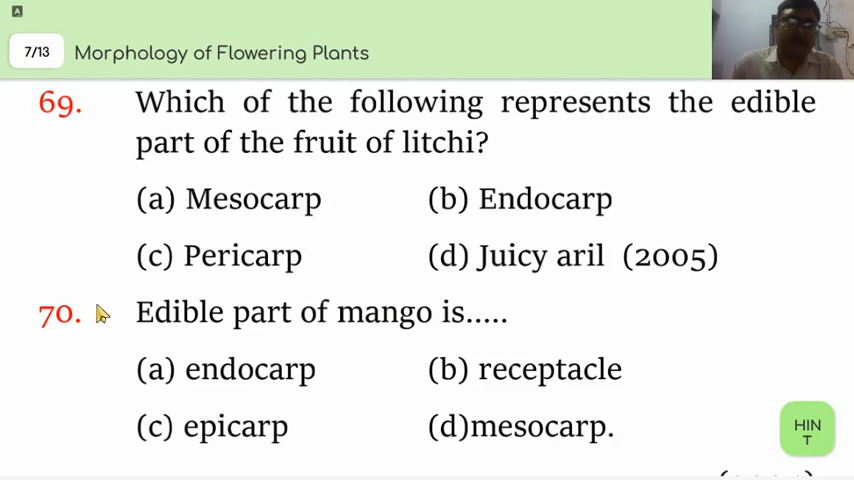 A
7/13 Morphology of Flowering Plants
69. Which of the following represents the edible
part of the fruit of litchi?
(a) Mesocarp (b) Endocarp
(c) Pericarp (d) Juicy aril (2005)
70. Edible part of mango is.....
(a) endocarp (b) receptacle
(c) epicarp (d)mesocarp.
HIN
T